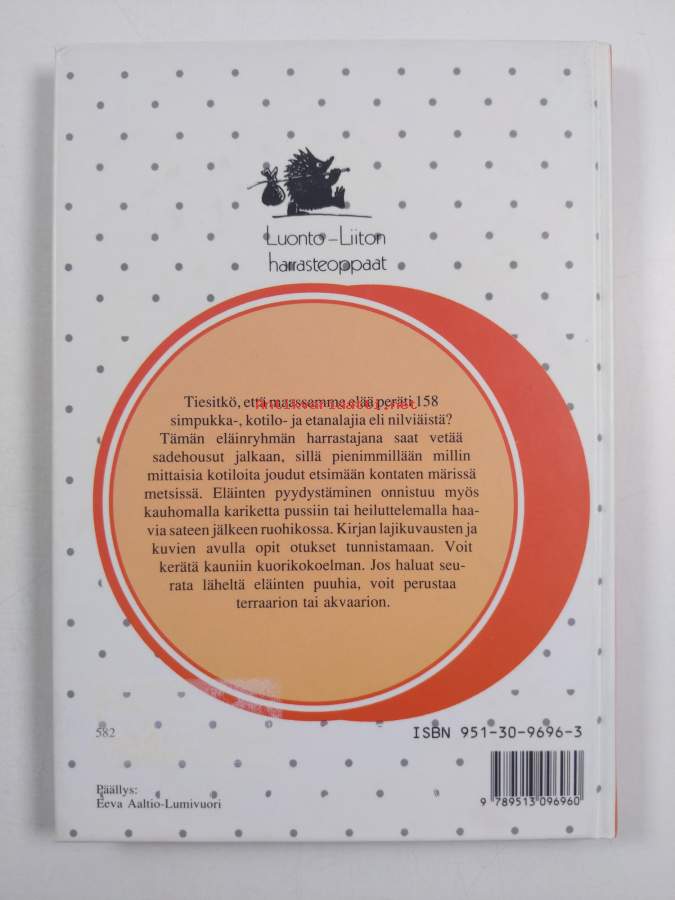 Luonto-Liiton
harrasteoppaat
Tiesitkö, että maassamme elää peräti 158
Antikvariaatti.net
simpukka-, kotilo- ja etanalajia eli nilviäistä?
Tämän eläinryhmän harrastajana saat vetää
sadehousut jalkaan, sillä pienimmillään millin
mittaisia kotiloita joudut etsimään kontaten märissä
metsissä. Eläinten pyydystäminen onnistuu myös
kauhomalla kariketta pussiin tai heiluttelemalla haa-
via sateen jälkeen ruohikossa. Kirjan lajikuvausten ja
kuvien avulla opit otukset tunnistamaan. Voit
kerätä kauniin kuorikokoelman. Jos haluat seu-
rata läheltä eläinten puuhia, voit perustaa
terraarion tai akvaarion.
582
ISBN 951-30-9696-3
Päällys:
Eeva Aaltio-Lumivuori
9 789513 096960